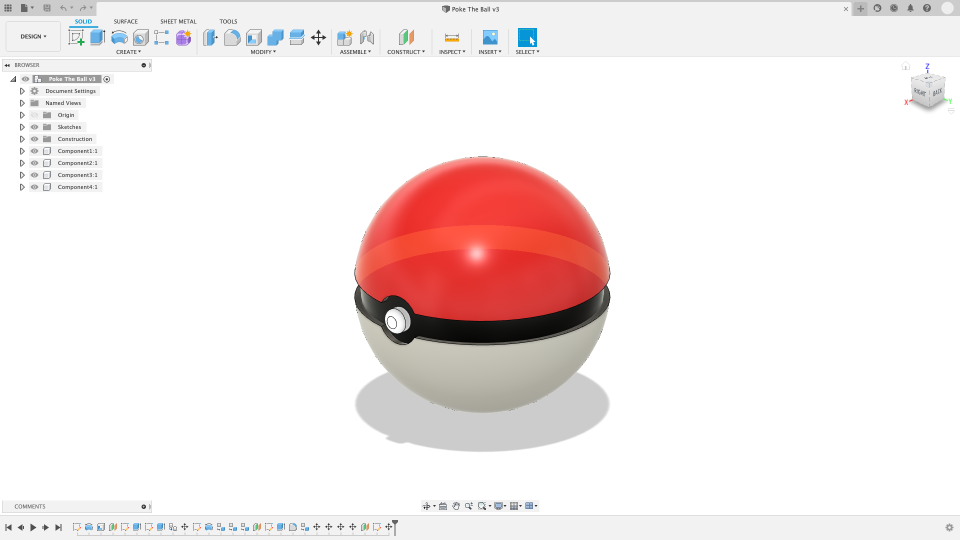 Poke The Ball v3
SOLID SURFACE SHEET METAL TOOLS
DESIGN
CREATE MODIFY ASSEMBLE CONSTRUCT INSPECT INSERT SELECT
BROWSER
Poke The Ball v3
Document Settings
Named Views
Origin
Sketches
Construction
Component1:1
Component2:1
Component3:1
Component4:1
Z
RIGHT BACK
X Y
COMMENTS